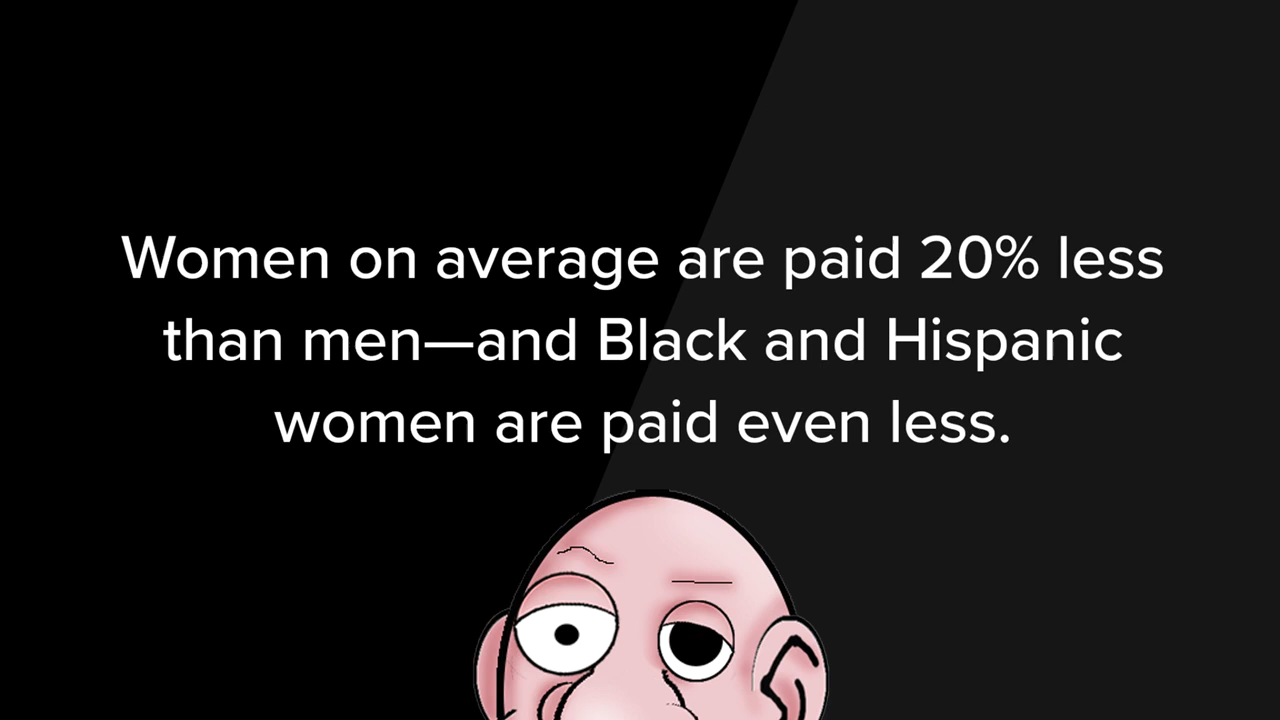 Women on average are paid 20% less
than men—and Black and Hispanic
women are paid even less.